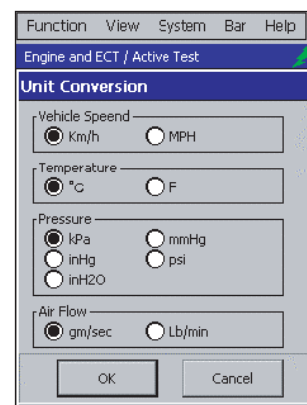 Function View System Bar Help
Engine and ECT / Active Test
Unit Conversion
Vehicle Speend
Km/h MPH
Temperature
°C F
Pressure
kPa mmHg
inHg psi
inH2O
Air Flow
gm/sec Lb/min
OK Cancel